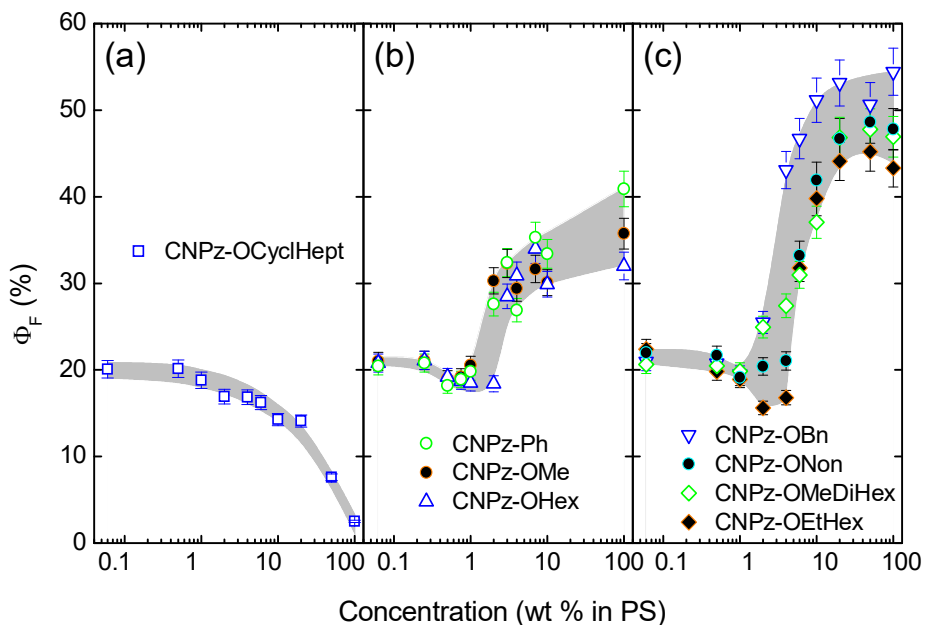 60
50
40
30
20
10
0
Φ_F (%)
(a)
CNPz-OCyclHept
(b)
CNPz-Ph
CNPz-OMe
CNPz-OHex
(c)
CNPz-OBn
CNPz-ONon
CNPz-OMeDiHex
CNPz-OEtHex
0.1 1 10 100 0.1 1 10 100 0.1 1 10 100
Concentration (wt % in PS)